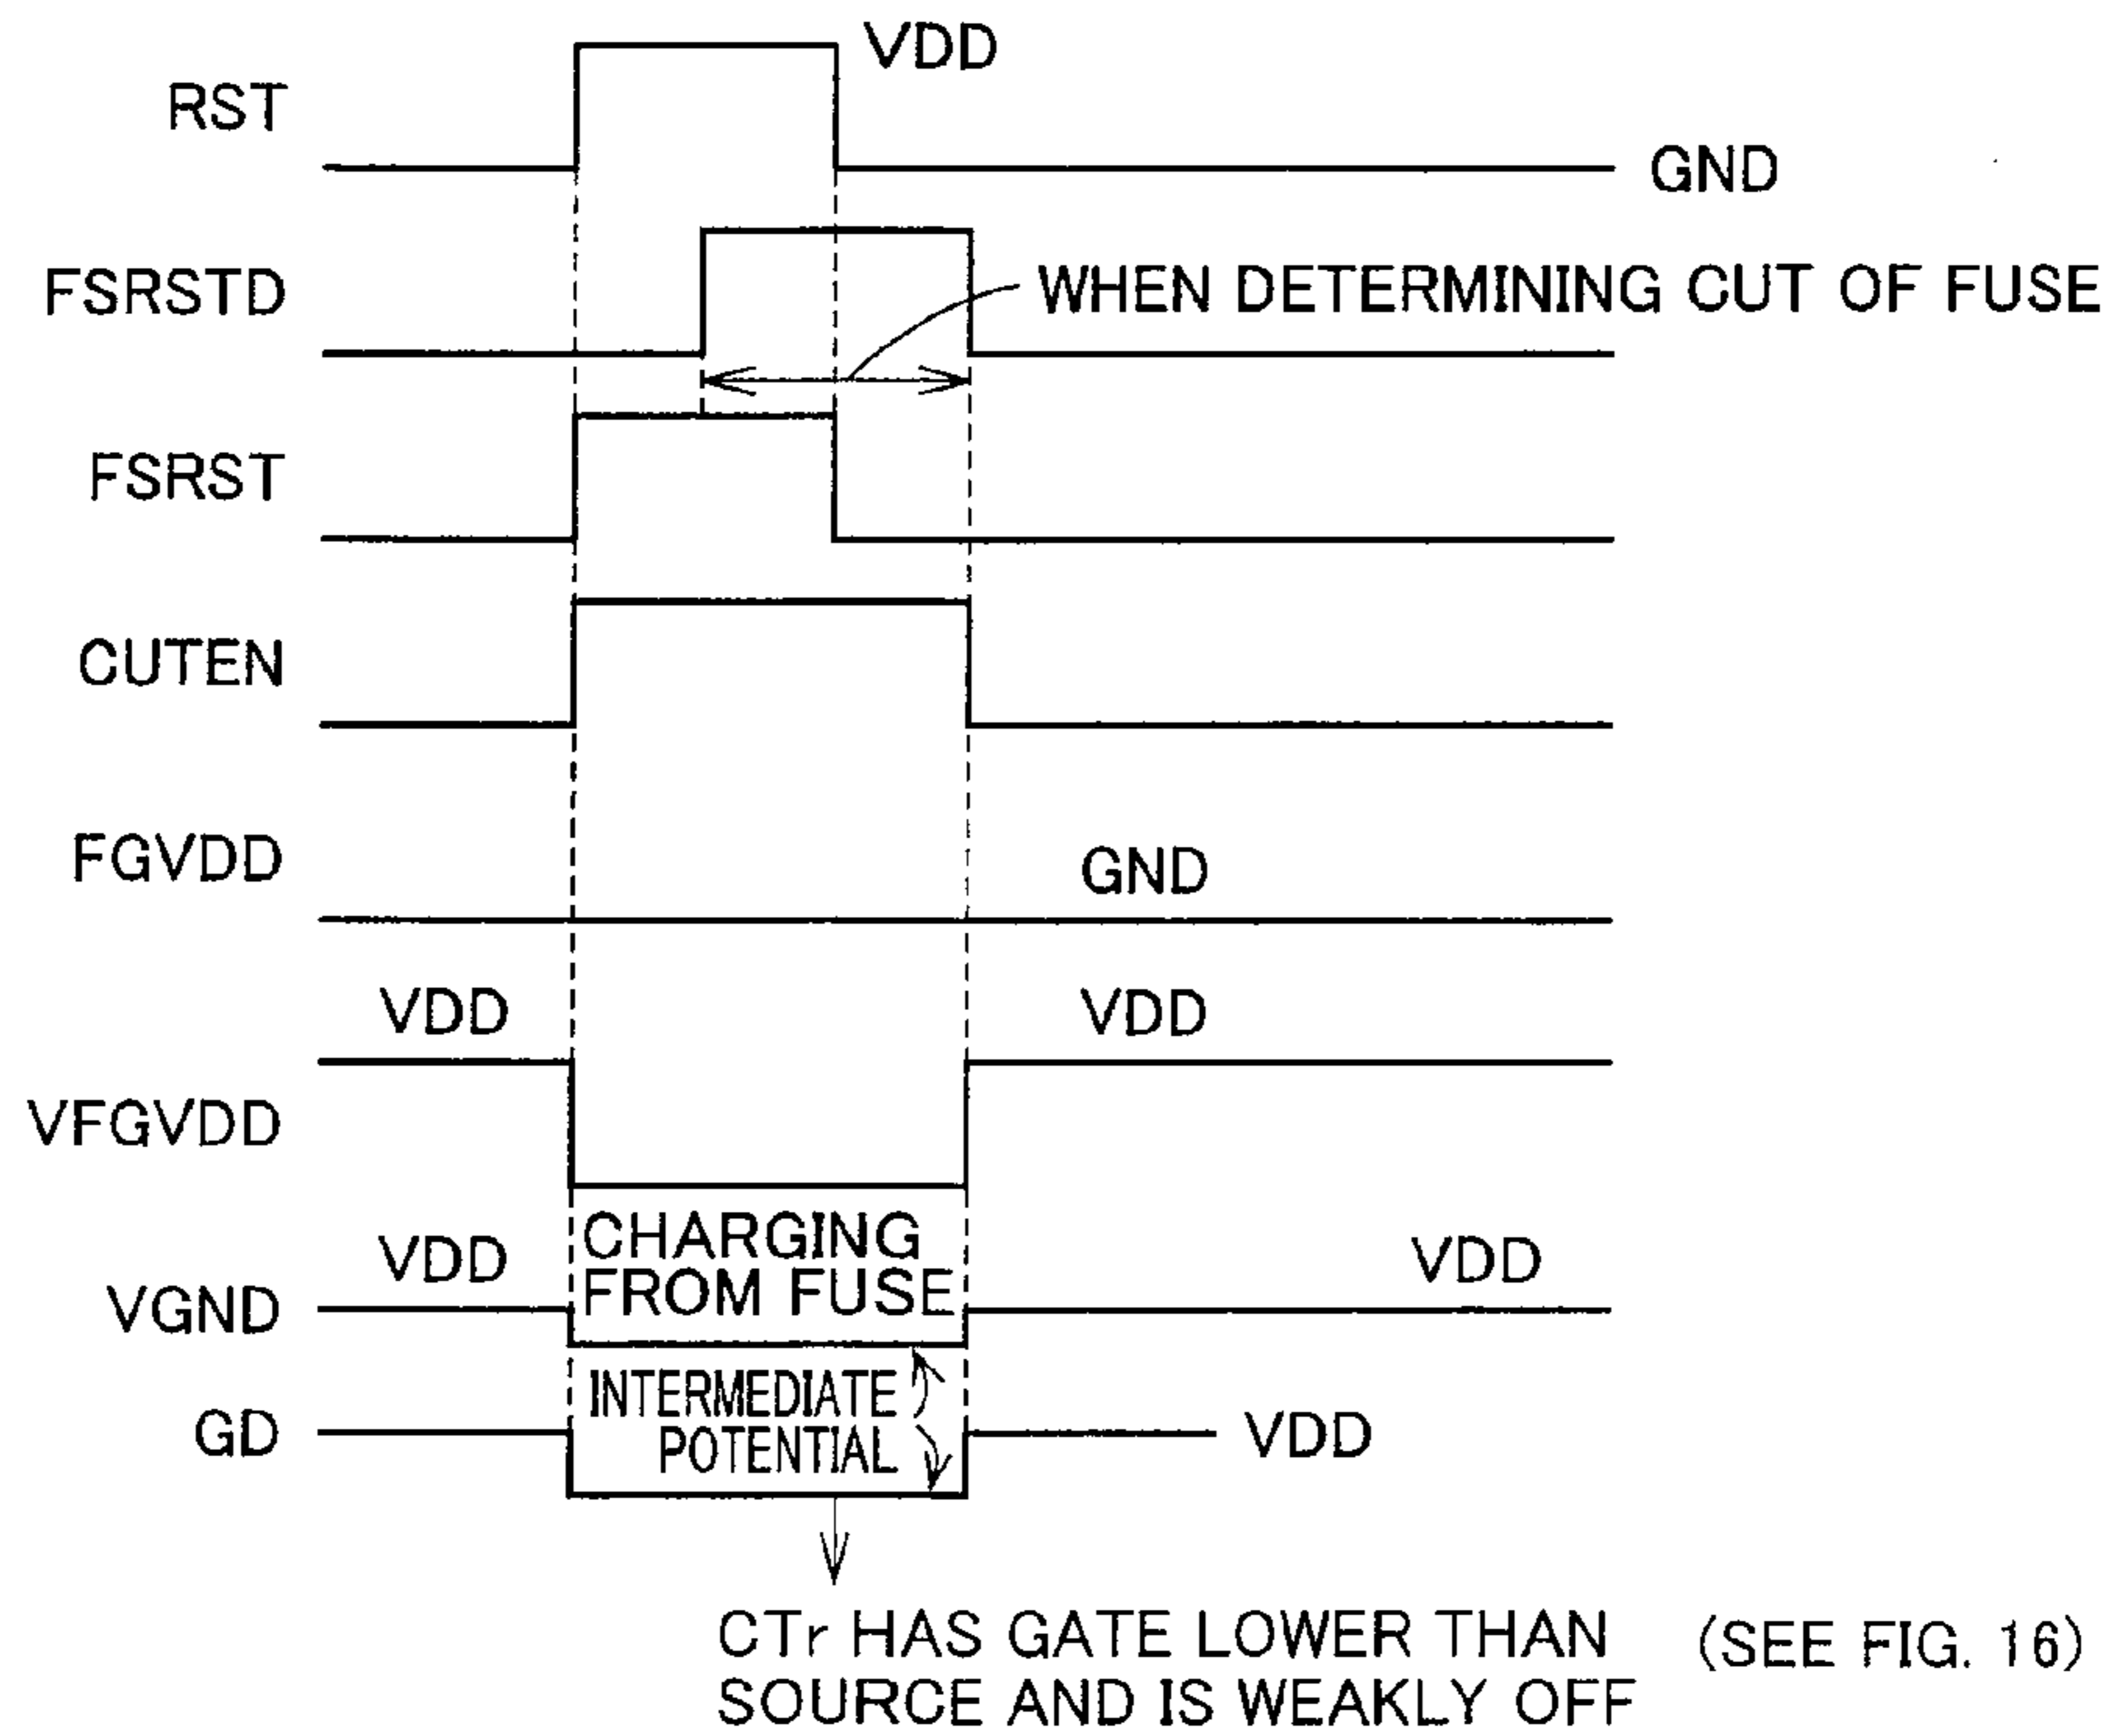 VDD
RST
GND
FSRSTD
WHEN DETERMINING CUT OF FUSE
FSRST
CUTEN
FGVDD
GND
VDD
VDD
VFGVDD
CHARGING
FROM FUSE
VDD
VDD
VGND
INTERMEDIATE
POTENTIAL
GD
VDD
CTr HAS GATE LOWER THAN
SOURCE AND IS WEAKLY OFF
(SEE FIG. 16)